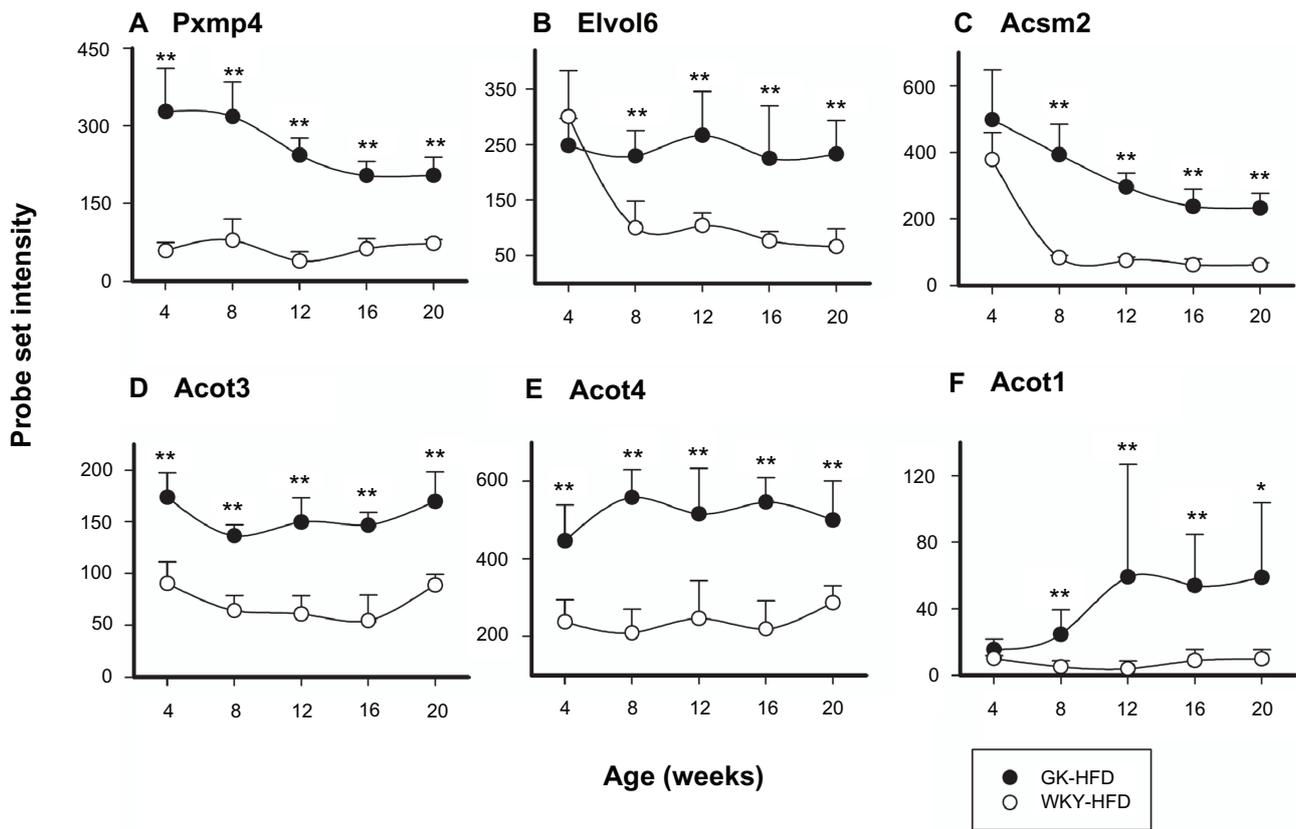 A Pxmp4
B Elvol6
C Acsm2
450
300
150
0
** ** ** ** **
4 8 12 16 20
350
250
150
50
** ** ** **
4 8 12 16 20
600
400
200
0
** ** ** **
4 8 12 16 20
Probe set intensity
D Acot3
E Acot4
F Acot1
200
150
100
50
0
** ** ** ** **
4 8 12 16 20
600
400
200
** ** ** ** **
4 8 12 16 20
120
80
40
0
** ** ** *
4 8 12 16 20
Age (weeks)
GK-HFD
WKY-HFD